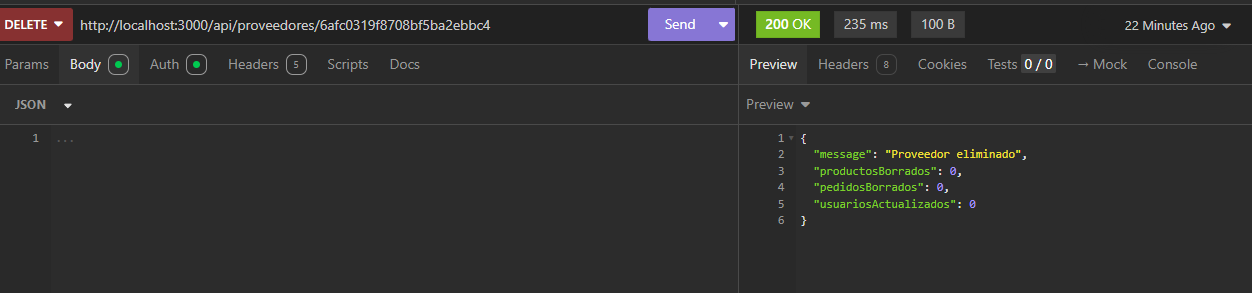 DELETE http://localhost:3000/api/proveedores/6afc0319f8708bf5ba2ebbc4 Send 200 OK 235 ms 100 B 22 Minutes Ago
Params Body Auth Headers 5 Scripts Docs Preview Headers 8 Cookies Tests 0 / 0 → Mock Console
JSON Preview
1 ...
1 {
2 "message": "Proveedor eliminado",
3 "productosBorrados": 0,
4 "pedidosBorrados": 0,
5 "usuariosActualizados": 0
6 }